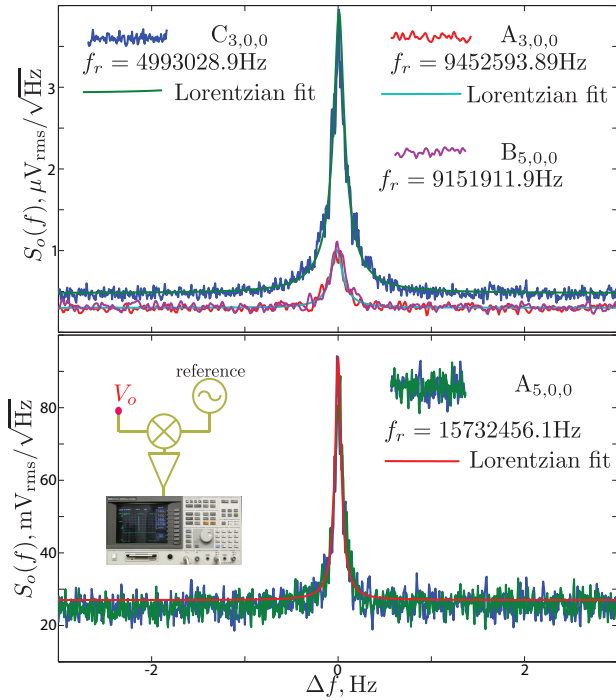 C3,0,0
fr = 4993028.9Hz
Lorentzian fit
A3,0,0
fr = 9452593.89Hz
Lorentzian fit
B5,0,0
fr = 9151911.9Hz
So(f), μVrms/√Hz
3
2
1
reference
Vo
A5,0,0
fr = 15732456.1Hz
Lorentzian fit
So(f), mVrms/√Hz
80
60
40
20
-2
0
2
Δf, Hz